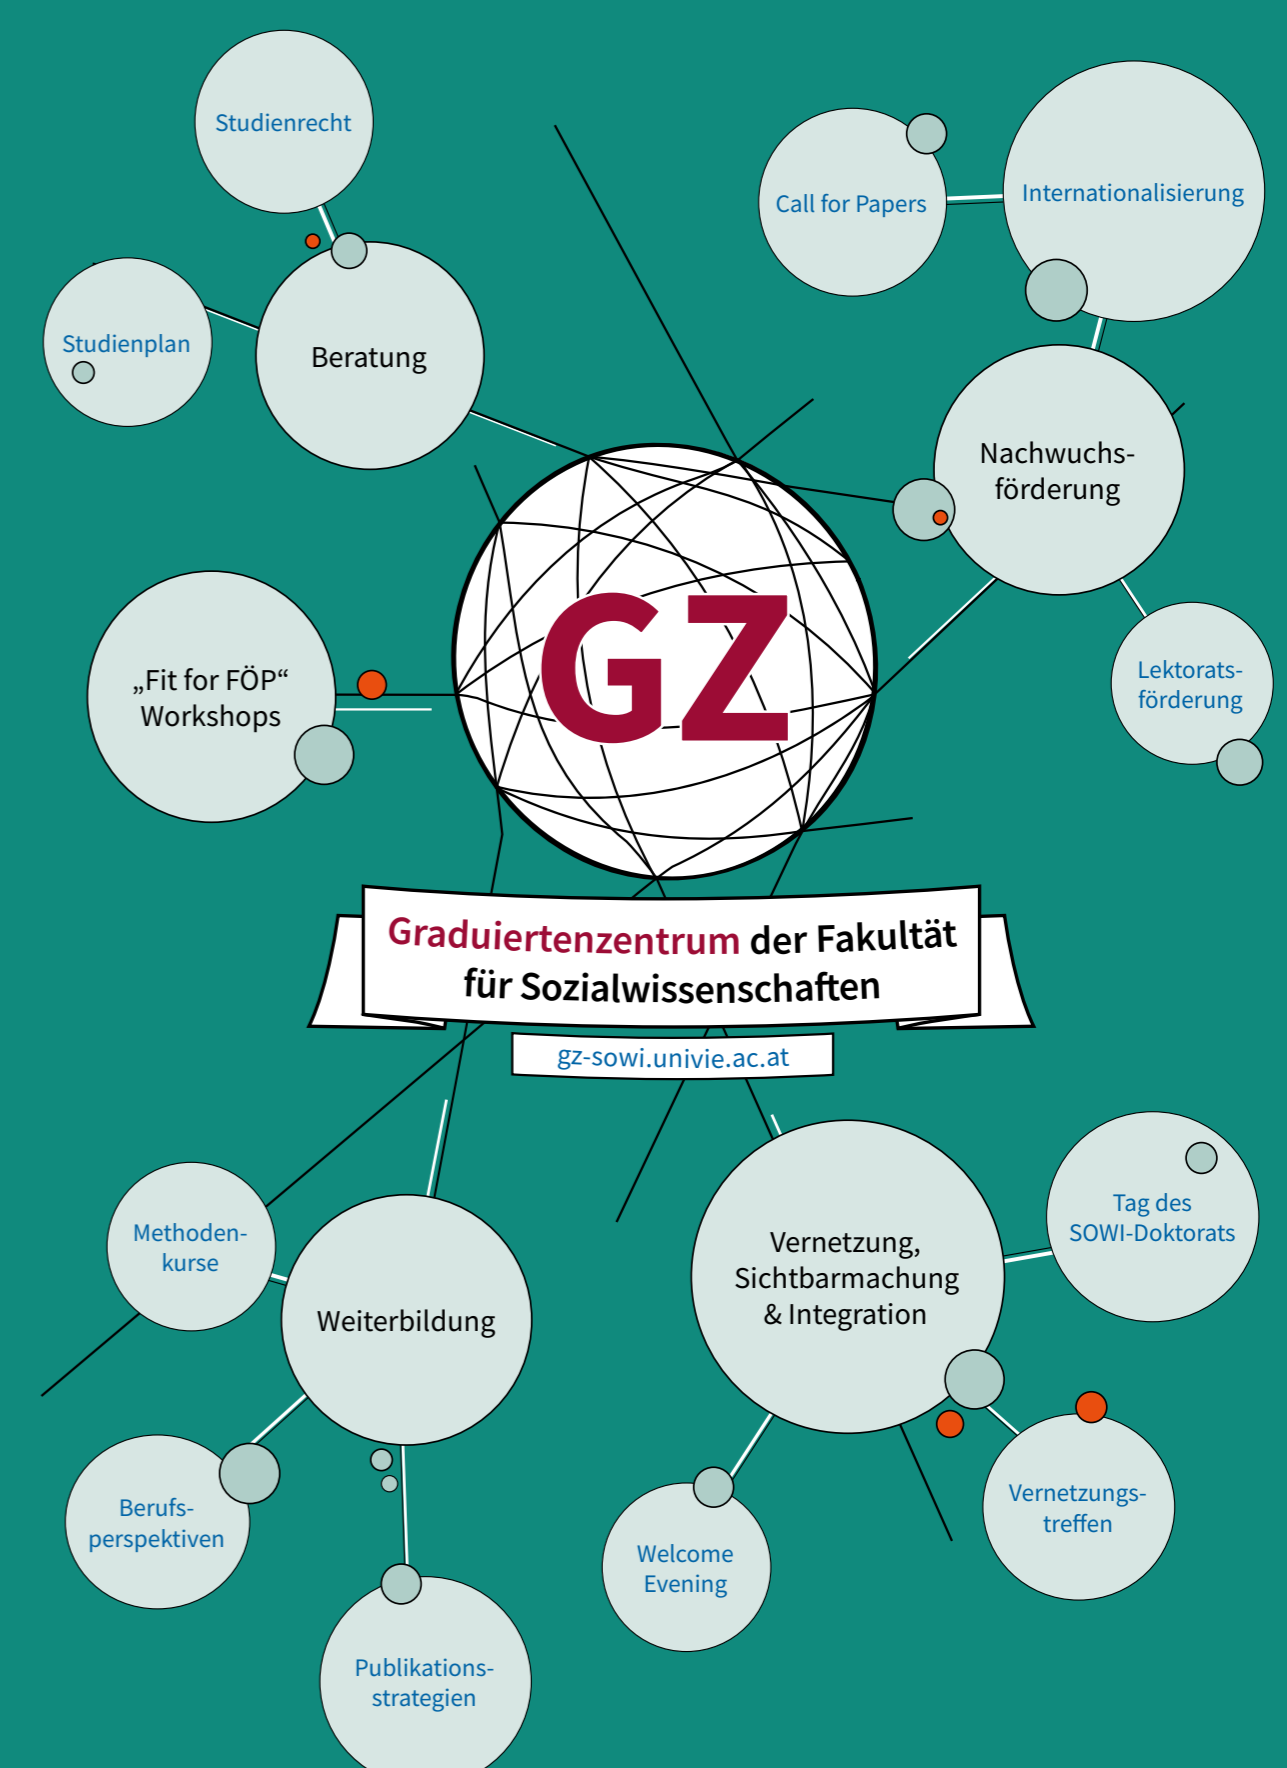 Studienrecht
Studienplan
Beratung
Call for Papers
Internationalisierung
Nachwuchs-
förderung
Lektorats-
förderung
„Fit for FÖP“
Workshops
GZ
Graduiertenzentrum der Fakultät
für Sozialwissenschaften
gz-sowi.univie.ac.at
Methoden-
kurse
Weiterbildung
Berufs-
perspektiven
Publikations-
strategien
Vernetzung,
Sichtbarmachung
& Integration
Tag des
SOWI-Doktorats
Vernetzungs-
treffen
Welcome
Evening